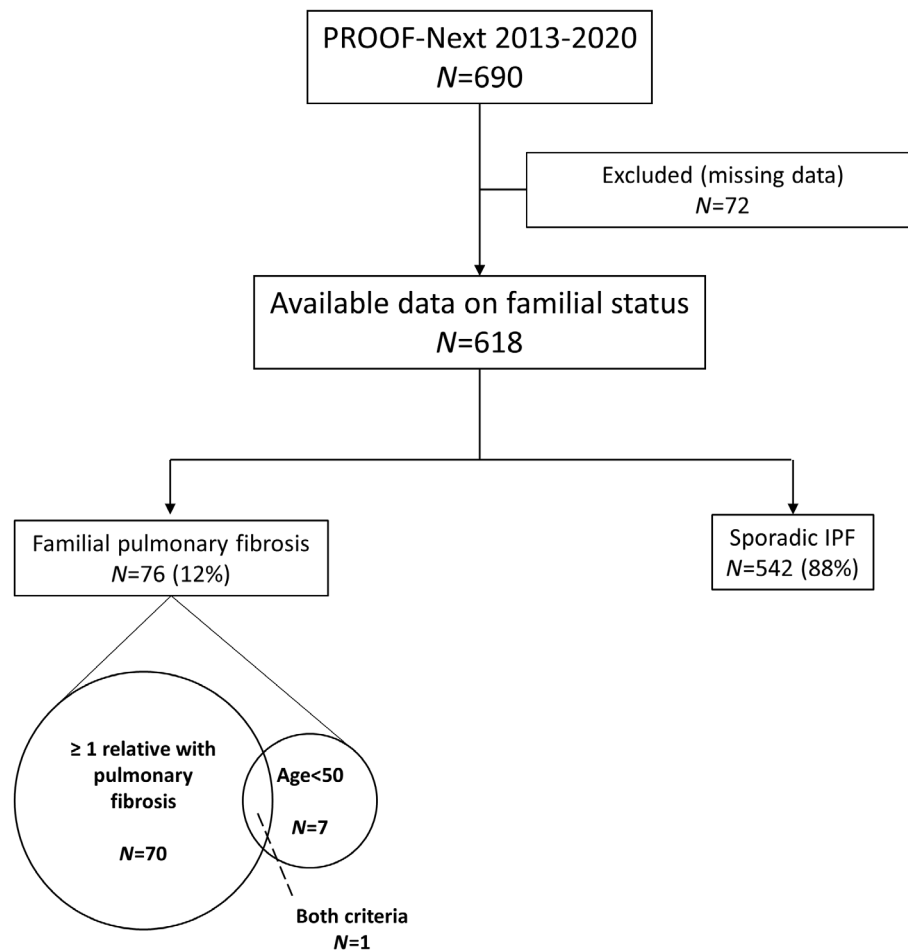 PROOF-Next 2013-2020
N=690
Excluded (missing data)
N=72
Available data on familial status
N=618
Familial pulmonary fibrosis
N=76 (12%)
Sporadic IPF
N=542 (88%)
≥ 1 relative with
pulmonary
fibrosis
N=70
Age<50
N=7
Both criteria
N=1